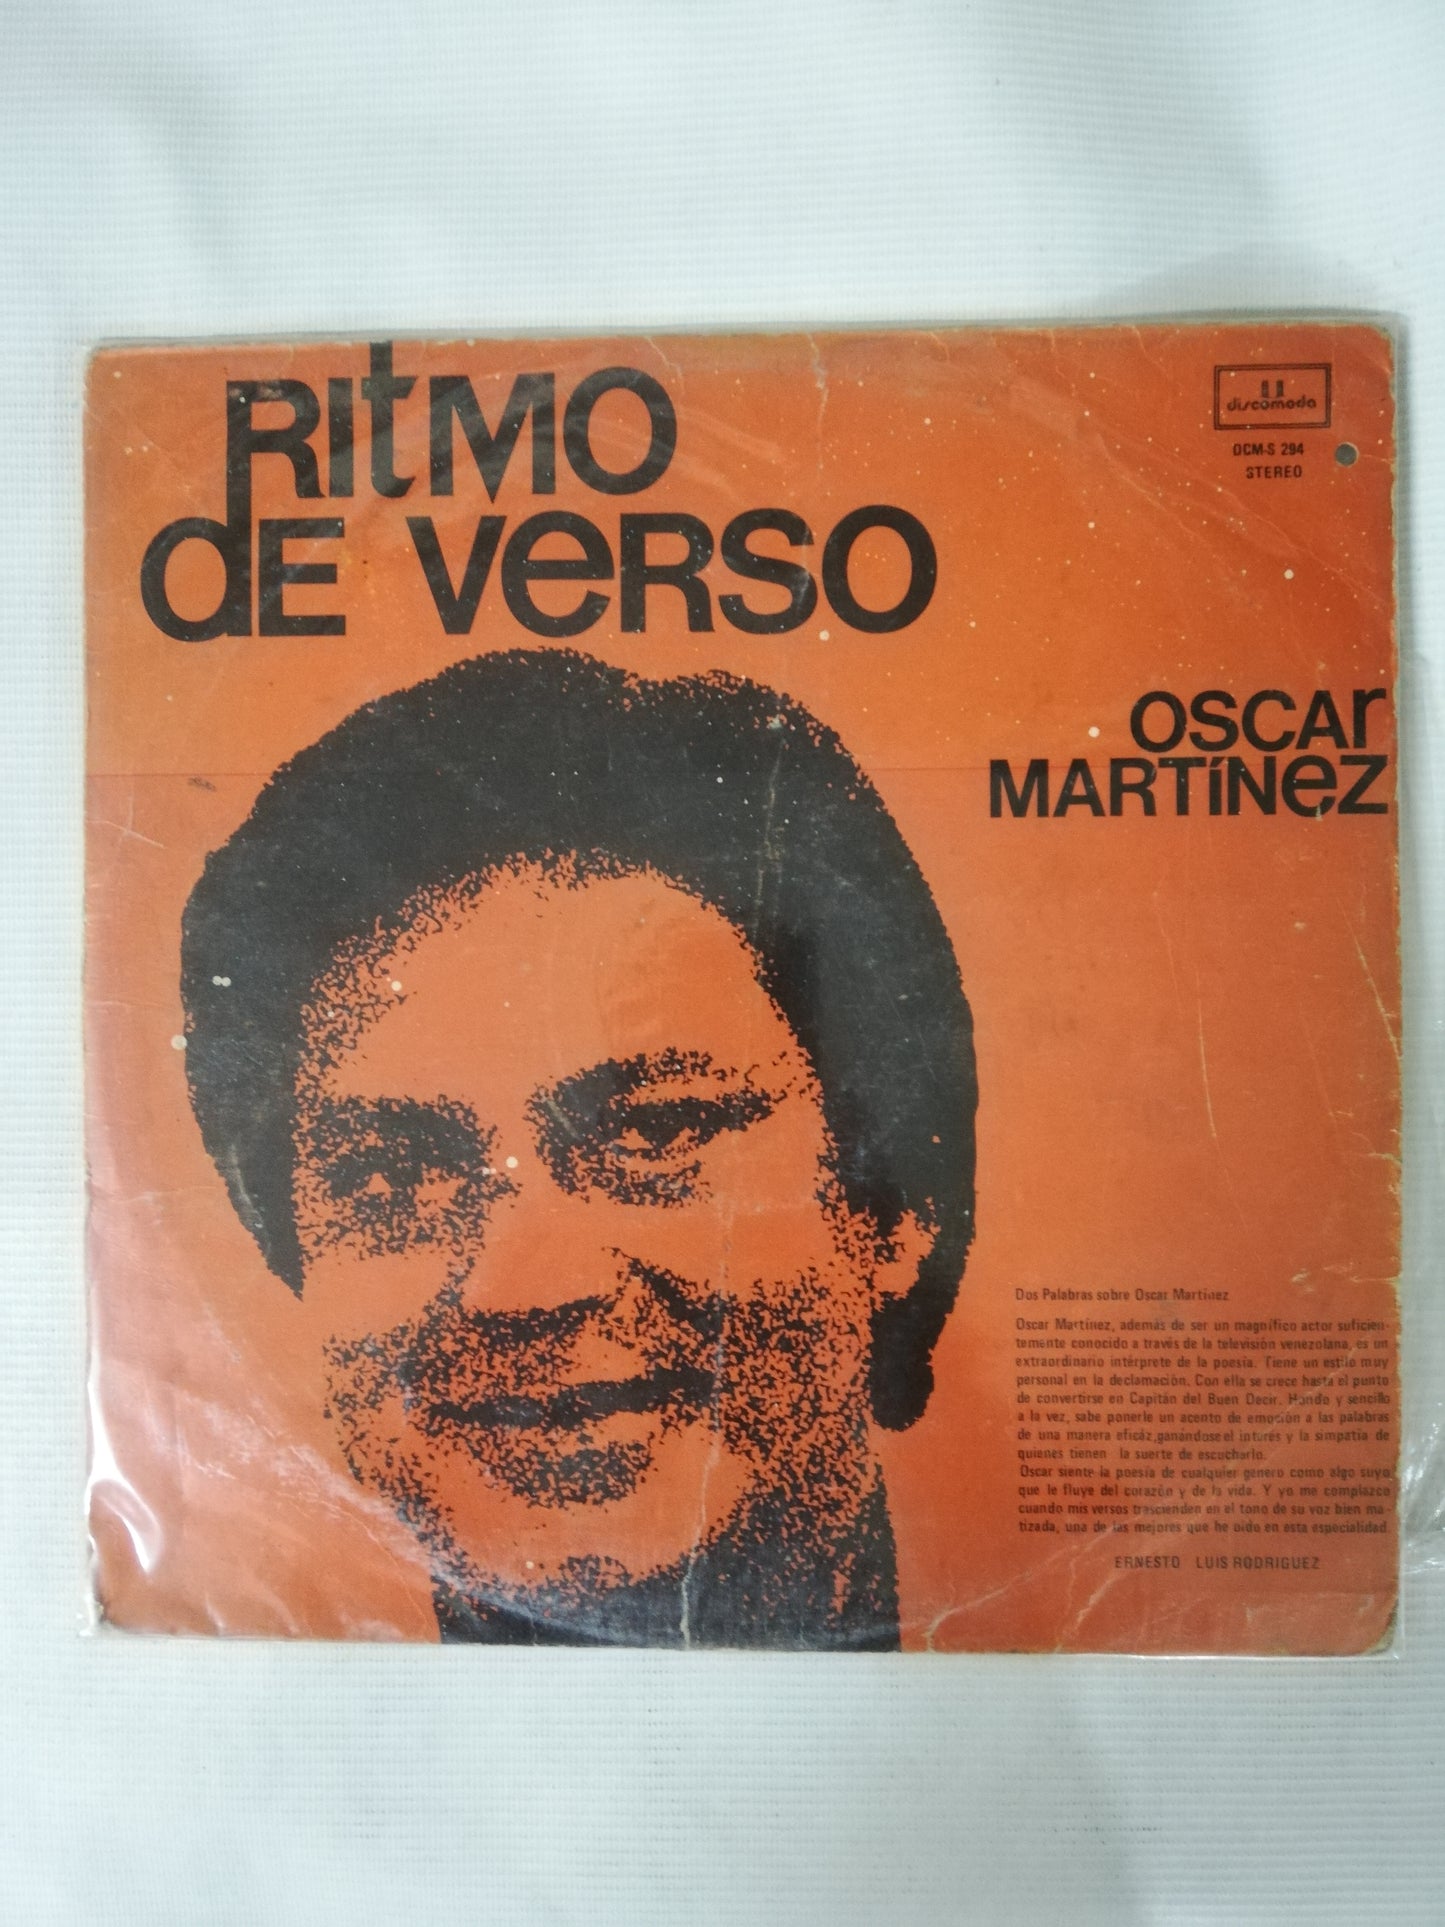 RITMO
DE VERSO
discomoda
DCM-S 294
STEREO
OSCAR
MARTÍNEZ
Dos Palabras sobre Oscar Martínez
Oscar Martínez, además de ser un magnífico actor suficien-
temente conocido a través de la televisión venezolana, es un
extraordinario intérprete de la poesía. Tiene un estilo muy
personal en la declamación. Con ella se crece hasta el punto
de convertirse en Capitán del Buen Decir. Hondo y sencillo
a la vez, sabe ponerle un acento de emoción a las palabras
de una manera eficáz,ganándose el interés y la simpatía de
quienes tienen la suerte de escucharlo.
Oscar siente la poesía de cualquier genero como algo suyo
que le fluye del corazón y de la vida. Y yo me complazco
cuando mis versos trascienden en el tono de su voz bien ma-
tizada, una de las mejores que he oido en esta especialidad.
ERNESTO LUIS RODRIGUEZ